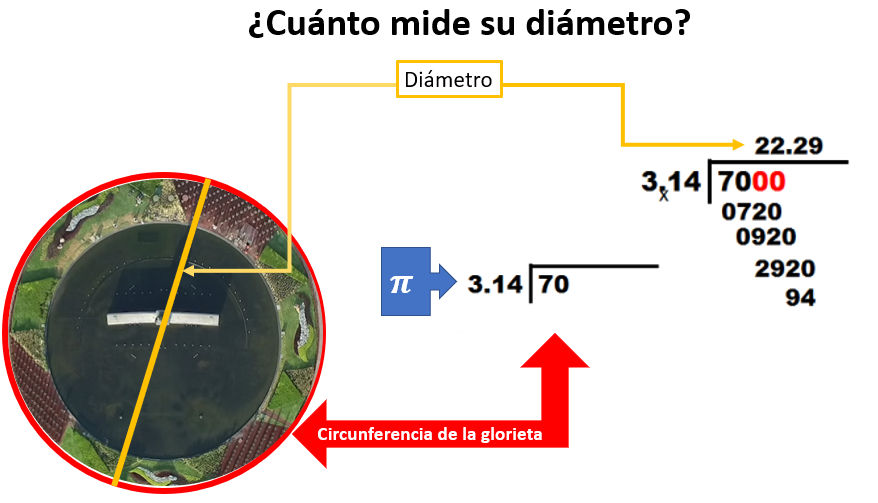 ¿Cuánto mide su diámetro?
Diámetro
22.29
3.14 7000
x
0720
0920
2920
94
π
3.14 70
Circunferencia de la glorieta